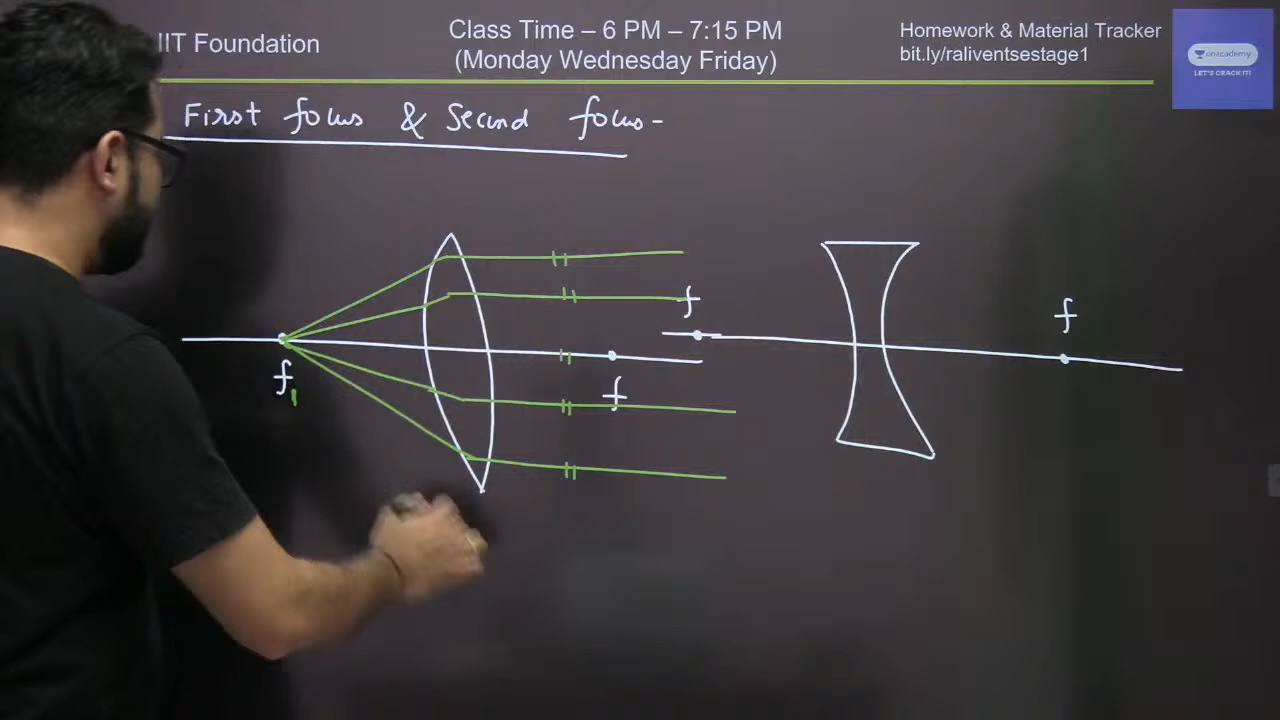 IIT Foundation
Class Time – 6 PM – 7:15 PM
(Monday Wednesday Friday)
Homework & Material Tracker
bit.ly/raliventsestage1
unacademy
LET'S CRACK IT!
First focus & Second focus-
f
f
f1
f